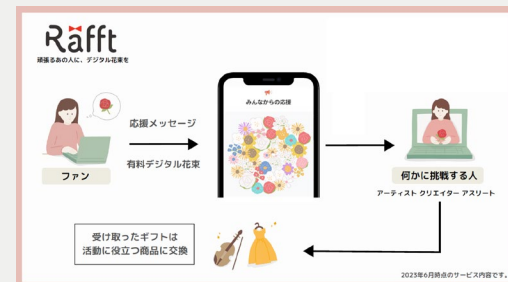 Räfft
頑張るあの人に、デジタル花束を
みんなからの応援
応援メッセージ
有料デジタル花束
ファン
何かに挑戦する人
アーティスト クリエイター アスリート
受け取ったギフトは
活動に役立つ商品に交換
2023年6月時点のサービス内容です。